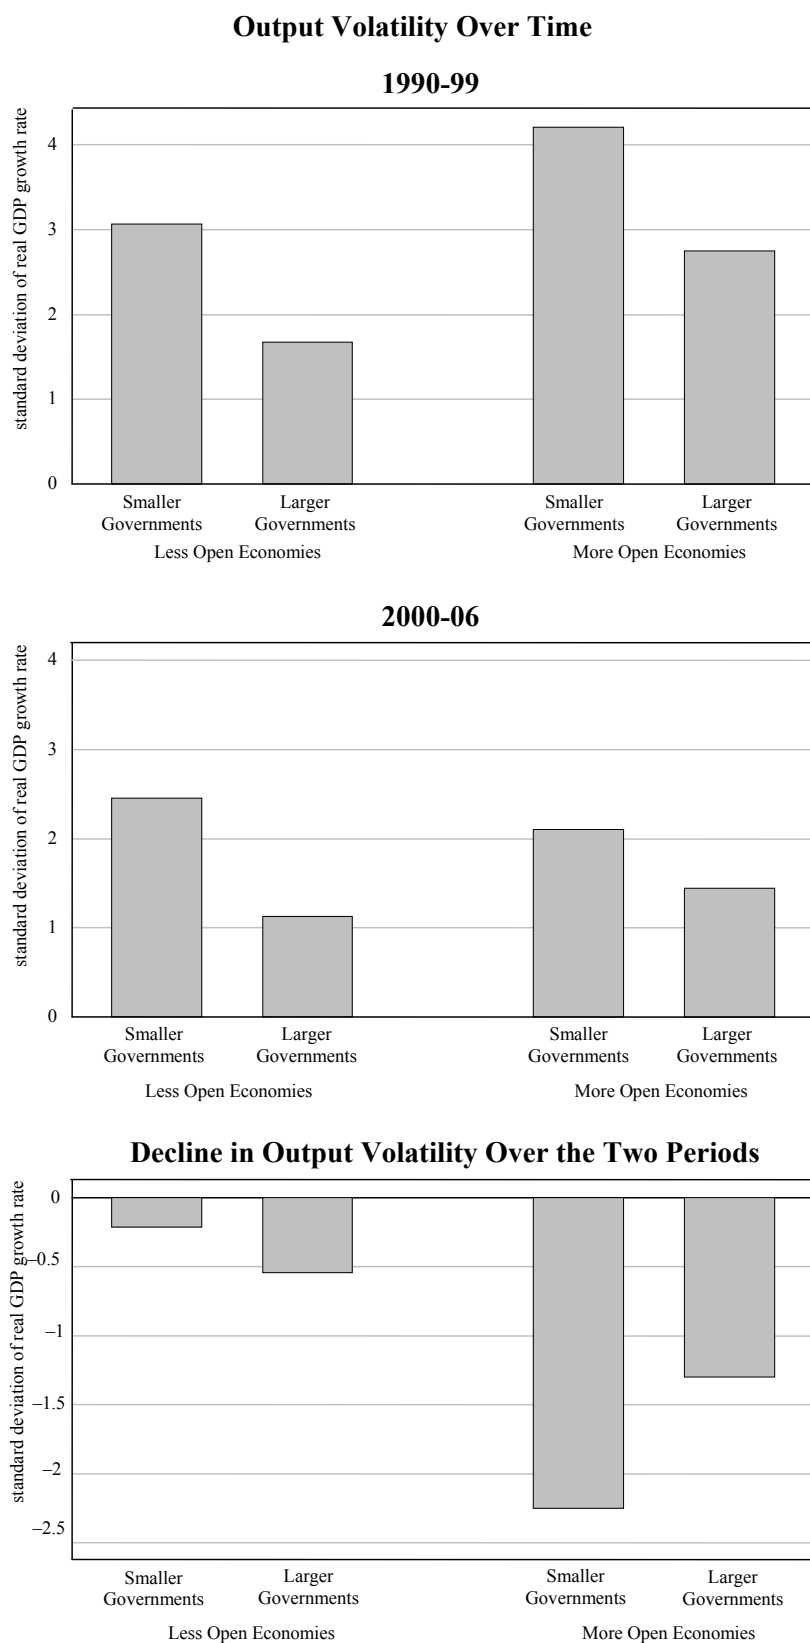 Output Volatility Over Time
1990-99
standard deviation of real GDP growth rate
4
3
2
1
0
Smaller Larger Smaller Larger
Governments Governments Governments Governments
Less Open Economies More Open Economies
2000-06
standard deviation of real GDP growth rate
4
3
2
1
0
Smaller Larger Smaller Larger
Governments Governments Governments Governments
Less Open Economies More Open Economies
Decline in Output Volatility Over the Two Periods
standard deviation of real GDP growth rate
0
–0.5
–1
–1.5
–2
–2.5
Smaller Larger Smaller Larger
Governments Governments Governments Governments
Less Open Economies More Open Economies